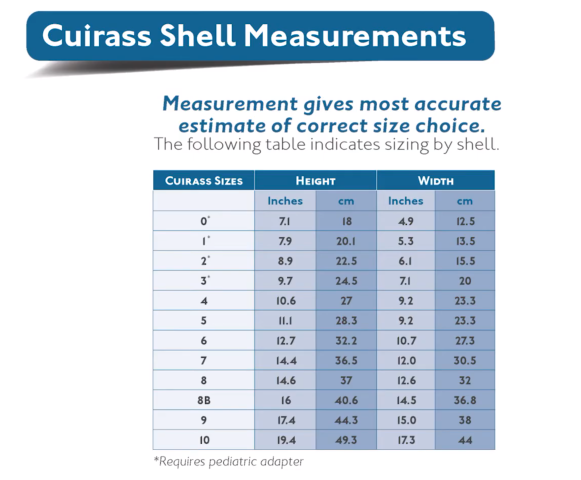 Cuirass Shell Measurements
Measurement gives most accurate
estimate of correct size choice.
The following table indicates sizing by shell.
CUIRASS SIZES HEIGHT WIDTH
Inches cm Inches cm
0* 7.1 18 4.9 12.5
1* 7.9 20.1 5.3 13.5
2* 8.9 22.5 6.1 15.5
3* 9.7 24.5 7.1 20
4 10.6 27 9.2 23.3
5 11.1 28.3 9.2 23.3
6 12.7 32.2 10.7 27.3
7 14.4 36.5 12.0 30.5
8 14.6 37 12.6 32
8B 16 40.6 14.5 36.8
9 17.4 44.3 15.0 38
10 19.4 49.3 17.3 44
*Requires pediatric adapter